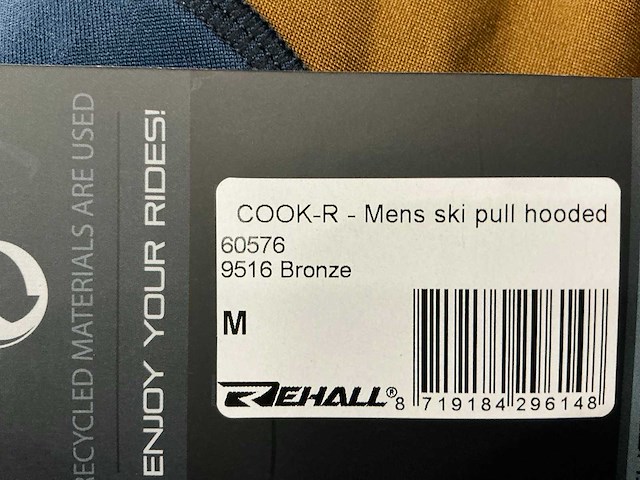 RECYCLED MATERIALS ARE USED
ENJOY YOUR RIDES!
COOK-R - Mens ski pull hooded
60576
9516 Bronze
M
REHALL®
8 719184 296148